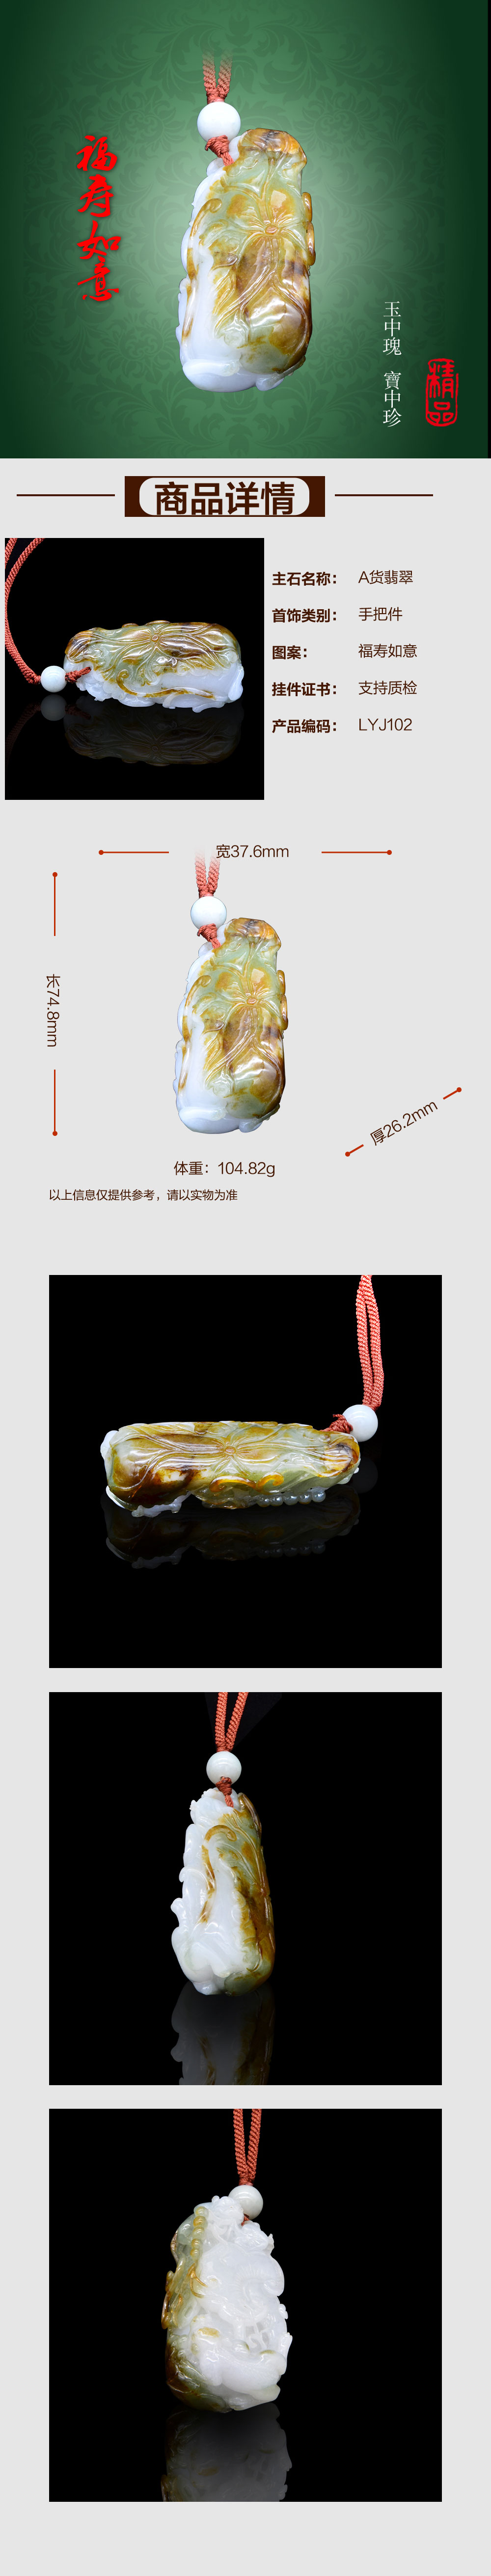 福寿如意
玉中瑰 寶中珍
精品
商品详情
主石名称： A货翡翠
首饰类别： 手把件
图案： 福寿如意
挂件证书： 支持质检
产品编码： LYJ102
宽37.6mm
长74.8mm
厚26.2mm
体重：104.82g
以上信息仅提供参考，请以实物为准